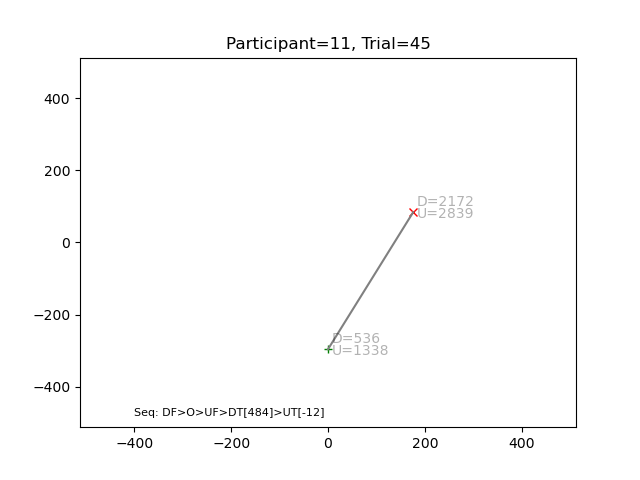 Participant=11, Trial=45
400
200
0
−200
−400
D=2172
U=2839
D=536
U=1338
Seq: DF>O>UF>DT[484]>UT[-12]
−400
−200
0
200
400